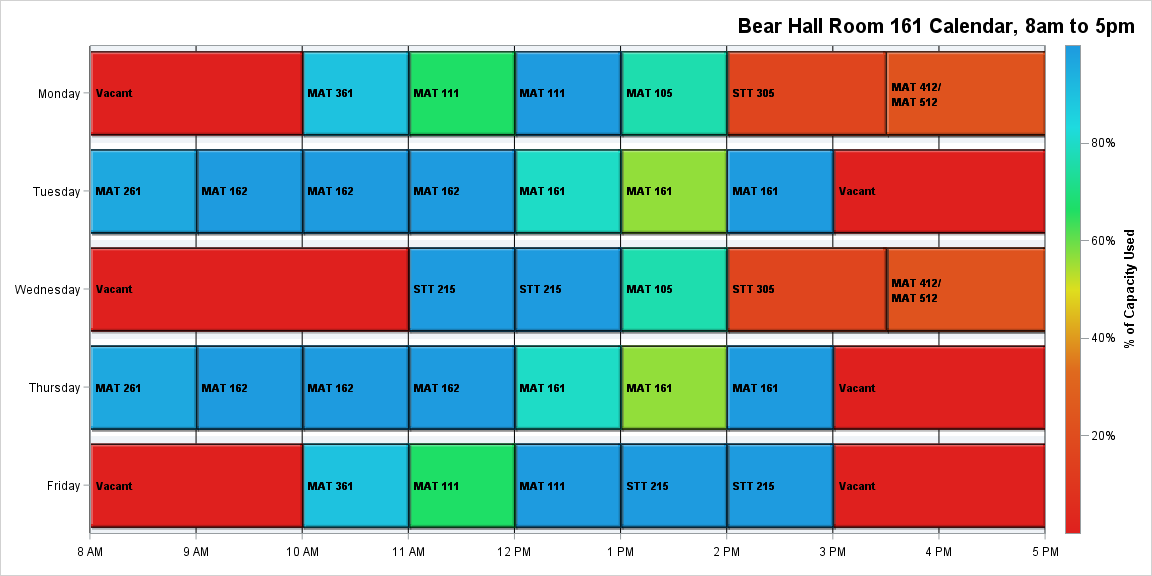 Bear Hall Room 161 Calendar, 8am to 5pm
Monday
Vacant
MAT 361
MAT 111
MAT 111
MAT 105
STT 305
MAT 412/
MAT 512
Tuesday
MAT 261
MAT 162
MAT 162
MAT 162
MAT 161
MAT 161
MAT 161
Vacant
Wednesday
Vacant
STT 215
STT 215
MAT 105
STT 305
MAT 412/
MAT 512
Thursday
MAT 261
MAT 162
MAT 162
MAT 162
MAT 161
MAT 161
MAT 161
Vacant
Friday
Vacant
MAT 361
MAT 111
MAT 111
STT 215
STT 215
Vacant
8 AM
9 AM
10 AM
11 AM
12 PM
1 PM
2 PM
3 PM
4 PM
5 PM
80%
60%
40%
20%
% of Capacity Used